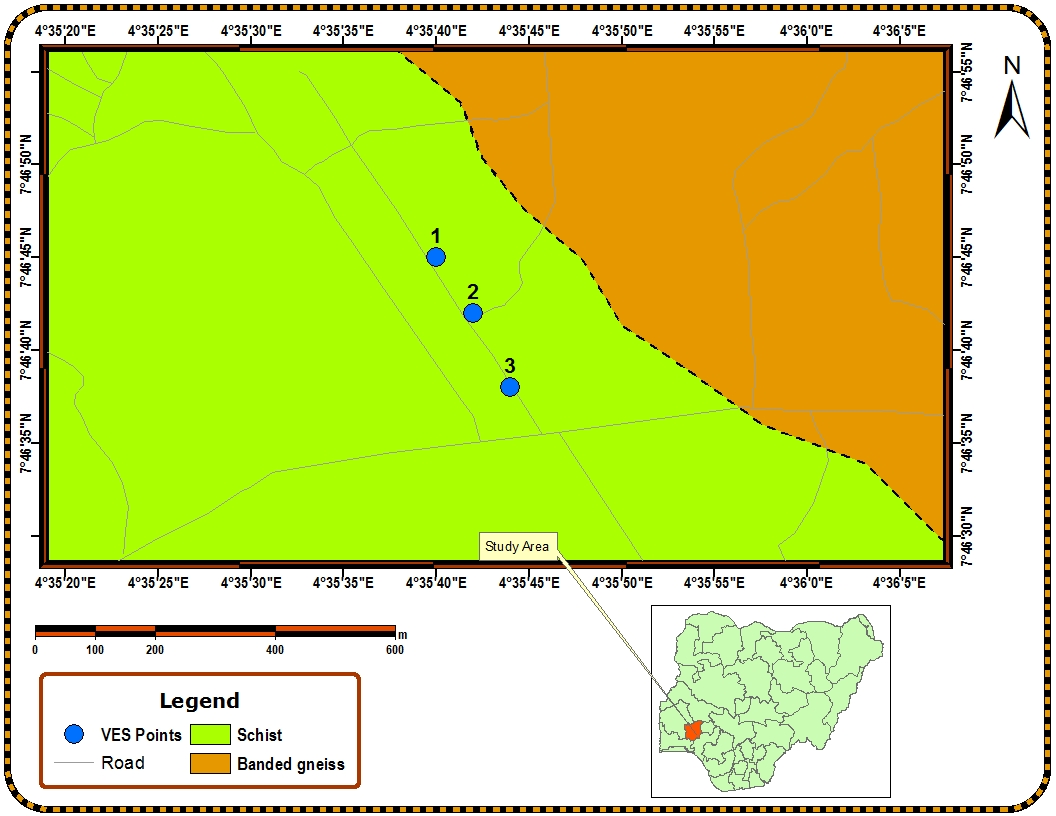 4°35'20"E 4°35'25"E 4°35'30"E 4°35'35"E 4°35'40"E 4°35'45"E 4°35'50"E 4°35'55"E 4°36'0"E 4°36'5"E
7°46'50"N
7°46'45"N
7°46'40"N
7°46'35"N
7°46'55"N
7°46'50"N
7°46'45"N
7°46'40"N
7°46'35"N
7°46'30"N
N
1
2
3
Study Area
4°35'20"E 4°35'25"E 4°35'30"E 4°35'35"E 4°35'40"E 4°35'45"E 4°35'50"E 4°35'55"E 4°36'0"E 4°36'5"E
m
0 100 200 400 600
Legend
VES Points Schist
Road Banded gneiss